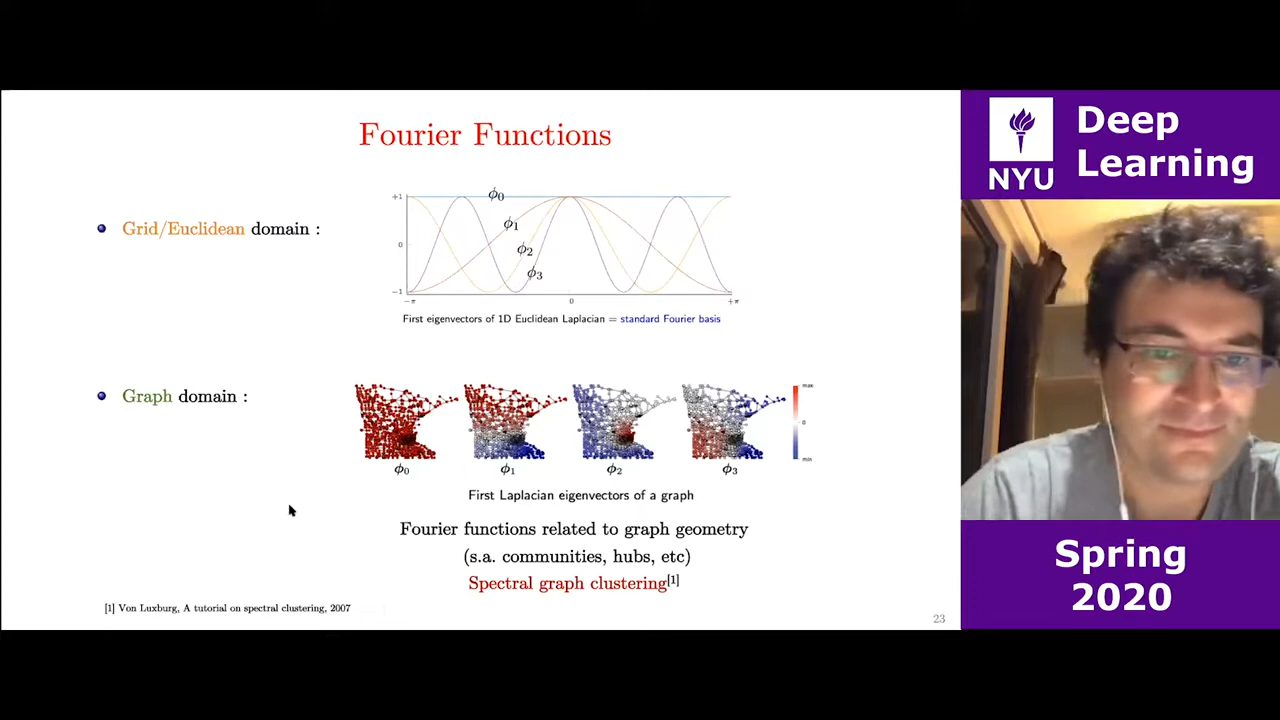 Fourier Functions
Grid/Euclidean domain :
+1
0
−1
ϕ0
ϕ1
ϕ2
ϕ3
−π
0
+π
First eigenvectors of 1D Euclidean Laplacian = standard Fourier basis
Graph domain :
max
0
min
ϕ0
ϕ1
ϕ2
ϕ3
First Laplacian eigenvectors of a graph
Fourier functions related to graph geometry
(s.a. communities, hubs, etc)
Spectral graph clustering[1]
[1] Von Luxburg, A tutorial on spectral clustering, 2007
23
NYU
Deep
Learning
Spring
2020